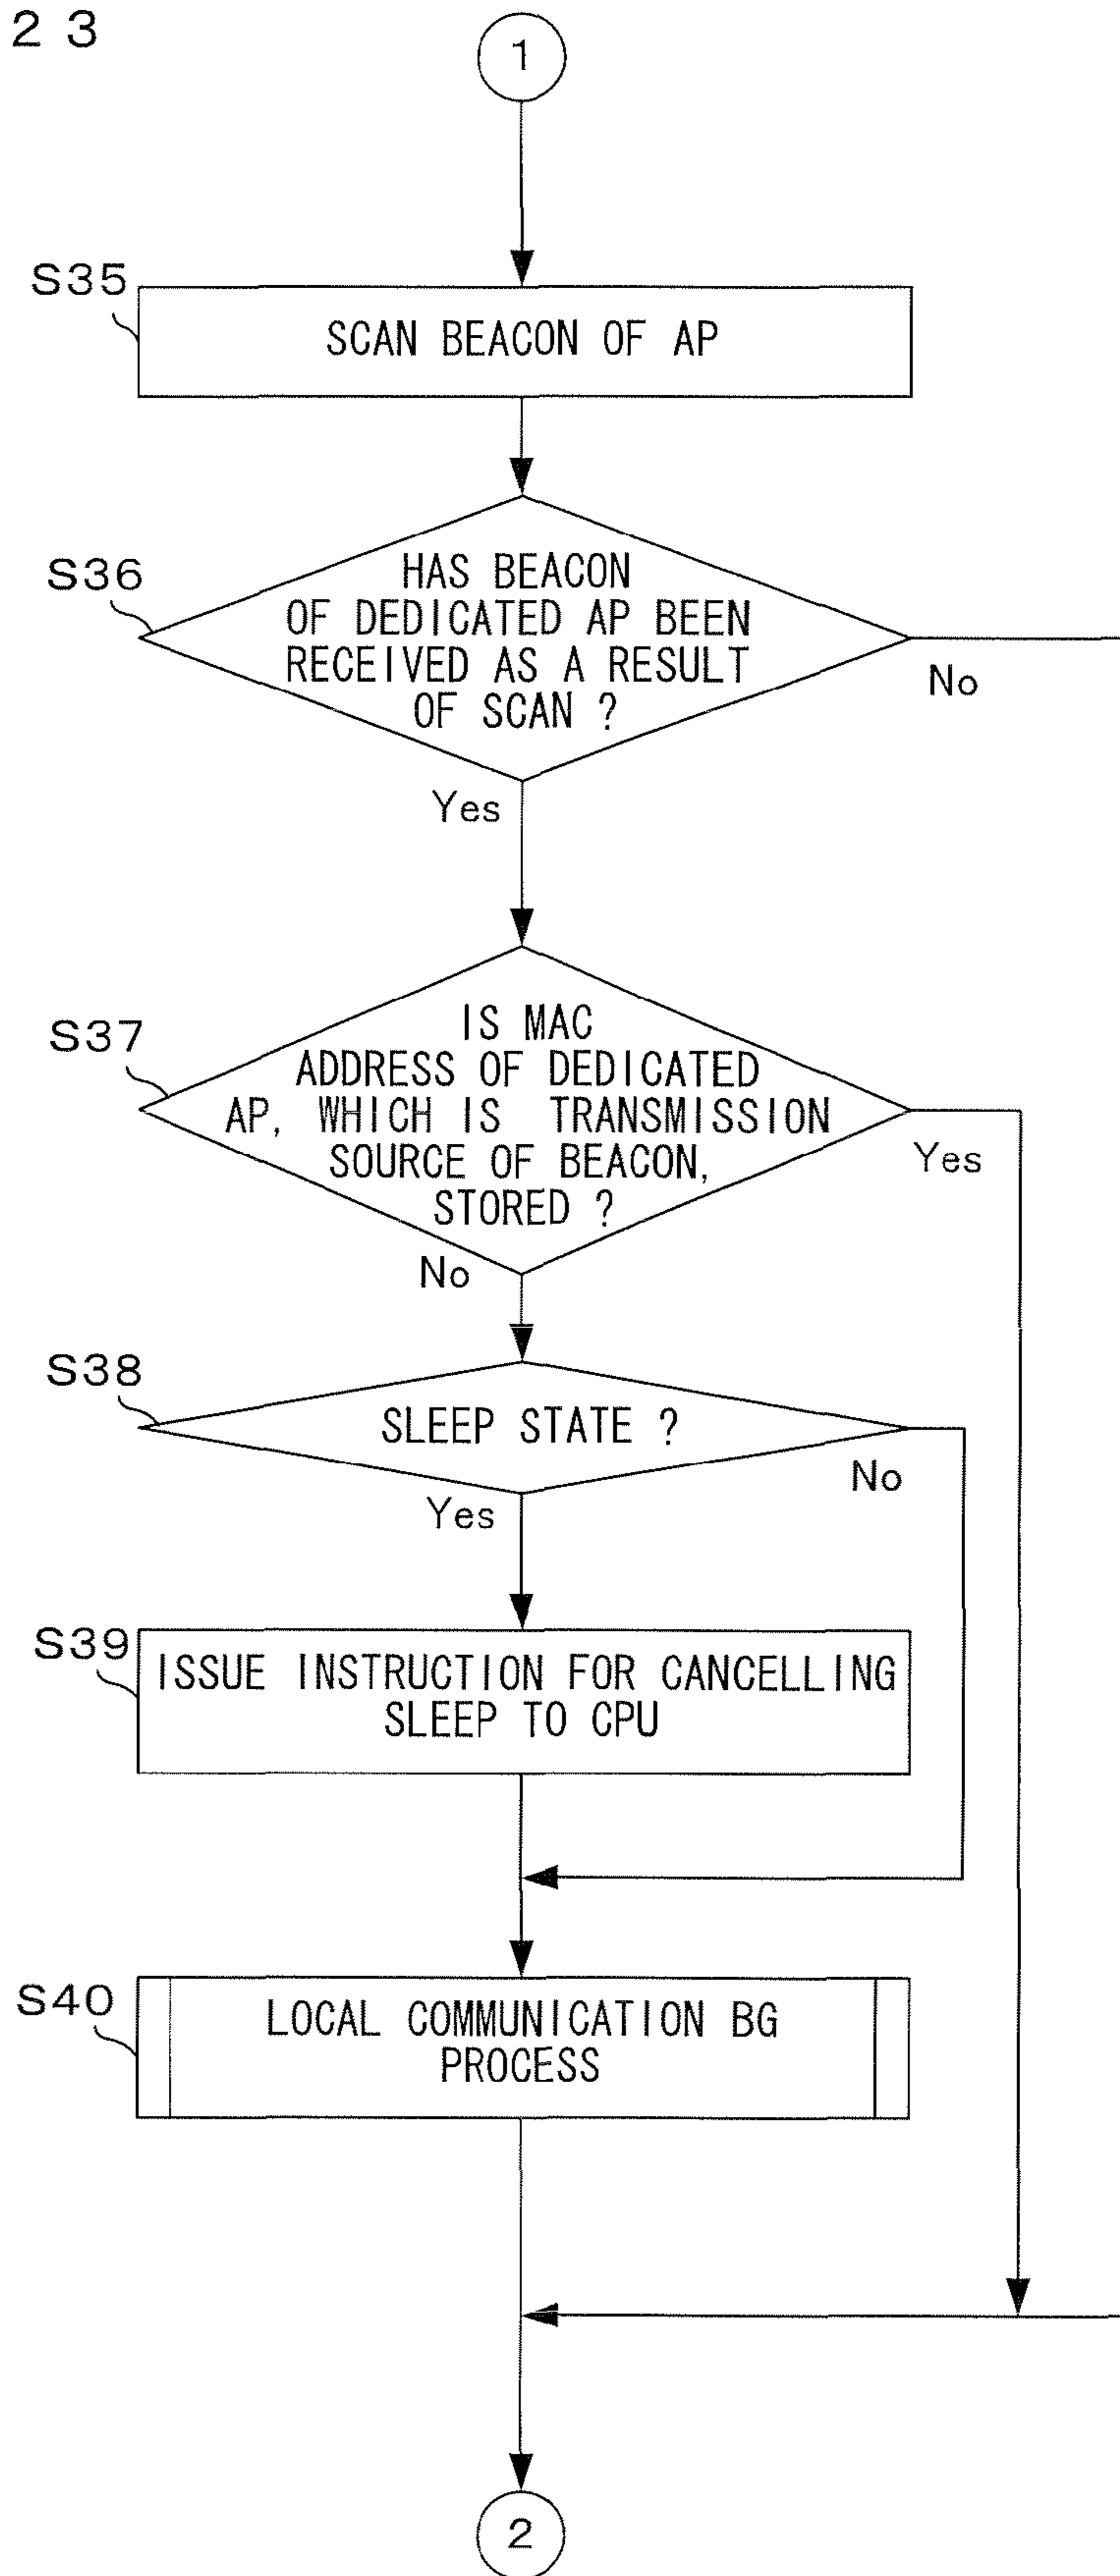 2 3
1
S35
SCAN BEACON OF AP
S36
HAS BEACON
OF DEDICATED AP BEEN
RECEIVED AS A RESULT
OF SCAN ?
No
Yes
S37
IS MAC
ADDRESS OF DEDICATED
AP, WHICH IS TRANSMISSION
SOURCE OF BEACON,
STORED ?
Yes
No
S38
SLEEP STATE ?
No
Yes
S39
ISSUE INSTRUCTION FOR CANCELLING
SLEEP TO CPU
S40
LOCAL COMMUNICATION BG
PROCESS
2